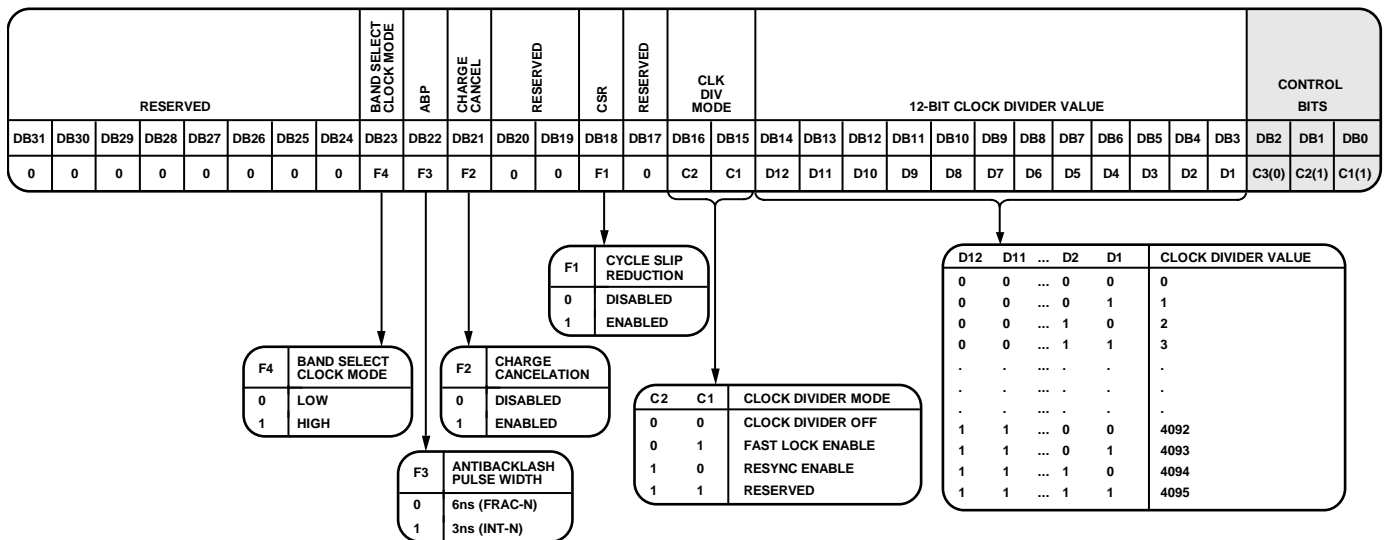 RESERVED
BAND SELECT
CLOCK MODE
ABP
CHARGE
CANCEL
RESERVED
CSR
RESERVED
CLK
DIV
MODE
12-BIT CLOCK DIVIDER VALUE
CONTROL
BITS
DB31 DB30 DB29 DB28 DB27 DB26 DB25 DB24 DB23 DB22 DB21 DB20 DB19 DB18 DB17 DB16 DB15 DB14 DB13 DB12 DB11 DB10 DB9 DB8 DB7 DB6 DB5 DB4 DB3 DB2 DB1 DB0
0 0 0 0 0 0 0 0 F4 F3 F2 0 0 F1 0 C2 C1 D12 D11 D10 D9 D8 D7 D6 D5 D4 D3 D2 D1 C3(0) C2(1) C1(1)
F1 CYCLE SLIP
REDUCTION
0 DISABLED
1 ENABLED
D12 D11 ... D2 D1 CLOCK DIVIDER VALUE
0 0 ... 0 0 0
0 0 ... 0 1 1
0 0 ... 1 0 2
0 0 ... 1 1 3
. . ... . . .
. . ... . . .
. . ... . . .
1 1 ... 0 0 4092
1 1 ... 0 1 4093
1 1 ... 1 0 4094
1 1 ... 1 1 4095
F4 BAND SELECT
CLOCK MODE
0 LOW
1 HIGH
F2 CHARGE
CANCELATION
0 DISABLED
1 ENABLED
C2 C1 CLOCK DIVIDER MODE
0 0 CLOCK DIVIDER OFF
0 1 FAST LOCK ENABLE
1 0 RESYNC ENABLE
1 1 RESERVED
F3 ANTIBACKLASH
PULSE WIDTH
0 6ns (FRAC-N)
1 3ns (INT-N)